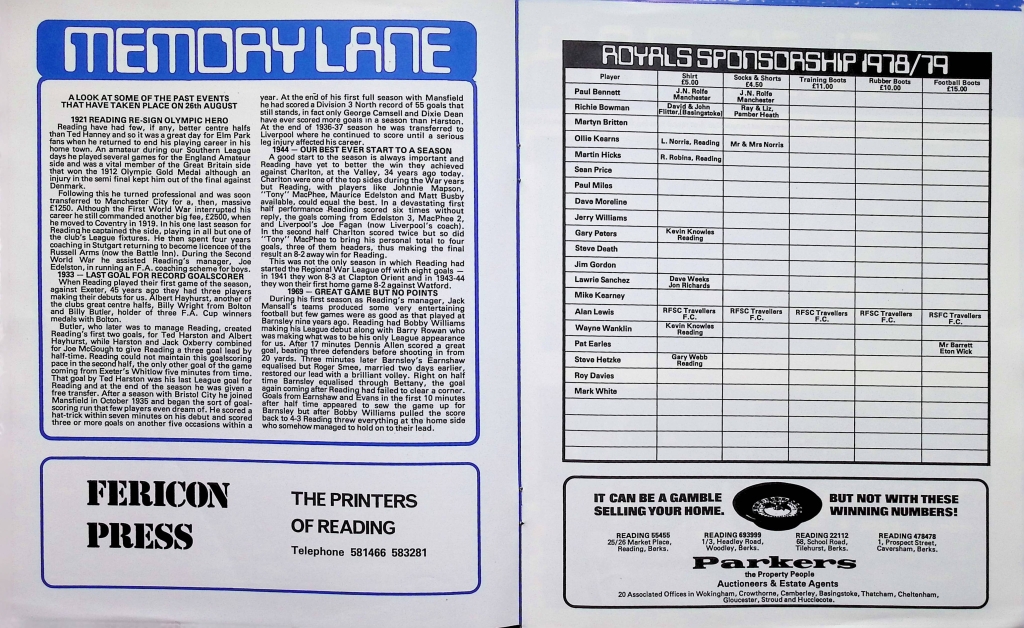 MEMORY LANE
A LOOK AT SOME OF THE PAST EVENTS
THAT HAVE TAKEN PLACE ON 26th AUGUST
1921 READING RE-SIGN OLYMPIC HERO
Reading have had few, if any, better centre halfs
than Ted Hanney and so it was a great day for Elm Park
fans when he returned to end his playing career in his
home town. An amateur during our Southern League
days he played several games for the England Amateur
side and was a vital member of the Great Britain side
that won the 1912 Olympic Gold Medal although an
injury in the semi final kept him out of the final against
Denmark.
Following this he turned professional and was soon
transferred to Manchester City for a, then, massive
£1250. Although the First World War interrupted his
career he still commanded another big fee, £2500, when
he moved to Coventry in 1919. In his one last season for
Reading he captained the side, playing in all but one of
the club's League fixtures. He then spent four years
coaching in Stutgart returning to become licencee of the
Russell Arms (now the Battle Inn). During the Second
World War he assisted Reading's manager, Joe
Edelston, in running an F.A. coaching scheme for boys.
1933 — LAST GOAL FOR RECORD GOALSCORER
When Reading played their first game of the season,
against Exeter, 45 years ago they had three players
making their debuts for us. Albert Hayhurst, another of
the clubs great centre halfs, Billy Wright from Bolton
and Billy Butler, holder of three F.A. Cup winners
medals with Bolton.
Butler, who later was to manage Reading, created
Reading's first two goals, for Ted Harston and Albert
Hayhurst, while Harston and Jack Oxberry combined
for Joe McGough to give Reading a three goal lead by
half-time. Reading could not maintain this goalscoring
pace in the second half, the only other goal of the game
coming from Exeter's Whitlow five minutes from time.
That goal by Ted Harston was his last League goal for
Reading and at the end of the season he was given a
free transfer. After a season with Bristol City he joined
Mansfield in October 1935 and began the sort of goal-
scoring run that few players even dream of. He scored a
hat-trick within seven minutes on his debut and scored
three or more goals on another five occasions within a
year. At the end of his first full season with Mansfield
he had scored a Division 3 North record of 55 goals that
still stands, in fact only George Camsell and Dixie Dean
have ever scored more goals in a season than Harston.
At the end of 1936-37 season he was transferred to
Liverpool where he continued to score until a serious
leg injury affected his career.
1944 — OUR BEST EVER START TO A SEASON
A good start to the season is always important and
Reading have yet to better the win they achieved
against Charlton, at the Valley, 34 years ago today.
Charlton were one of the top sides during the War years
but Reading, with players like Johnnie Mapson,
"Tony" MacPhee, Maurice Edelston and Matt Busby
available, could equal the best. In a devastating first
half performance Reading scored six times without
reply, the goals coming from Edelston 3, MacPhee 2,
and Liverpool's Joe Fagan (now Liverpool's coach).
In the second half Charlton scored twice but so did
"Tony" MacPhee to bring his personal total to four
goals, three of them headers, thus making the final
result an 8-2 away win for Reading.
This was not the only season in which Reading had
started the Regional War League off with eight goals —
in 1941 they won 8-3 at Clapton Orient and in 1943-44
they won their first home game 8-2 against Watford.
1969 — GREAT GAME BUT NO POINTS
During his first season as Reading's manager, Jack
Mansall's teams produced some very entertaining
football but few games were as good as that played at
Barnsley nine years ago. Reading had Bobby Williams
making his League debut along with Barry Rowan who
was making what was to be his only League appearance
for us. After 17 minutes Dennis Allen scored a great
goal, beating three defenders before shooting in from
20 yards. Three minutes later Barnsley's Earnshaw
equalised but Roger Smee, married two days earlier,
restored our lead with a brilliant volley. Right on half
time Barnsley equalised through Bettany, the goal
again coming after Reading had failed to clear a corner.
Goals from Earnshaw and Evans in the first 10 minutes
after half time appeared to sew the game up for
Barnsley but after Bobby Williams pulled the score
back to 4-3 Reading threw everything at the home side
who somehow managed to hold on to their lead.
FERICON
PRESS
THE PRINTERS
OF READING
Telephone 581466 583281
ROYALS SPONSORSHIP 1978/79
Player Shirt £5.00 Socks & Shorts £4.50 Training Boots £11.00 Rubber Boots £10.00 Football Boots £15.00
Paul Bennett J.N. Rolfe Manchester J.N. Rolfe Manchester
Richie Bowman David & John Flitter,[Basingstoke] Ray & Liz, Pamber Heath
Martyn Britten
Ollie Kearns L. Norris, Reading Mr & Mrs Norris
Martin Hicks R. Robina, Reading
Sean Price
Paul Miles
Dave Moreline
Jerry Williams
Gary Peters Kevin Knowles Reading
Steve Death
Jim Gordon
Lawrie Sanchez Dave Weeks Jon Richards
Mike Kearney
Alan Lewis RFSC Travellers F.C. RFSC Travellers F.C. RFSC Travellers F.C. RFSC Travellers F.C. RSFC Travellers F.C.
Wayne Wanklin Kevin Knowles Reading
Pat Earles Mr Barrett Eton Wick
Steve Hetzke Gary Webb Reading
Roy Davies
Mark White
IT CAN BE A GAMBLE
SELLING YOUR HOME.
BUT NOT WITH THESE
WINNING NUMBERS!
READING 55455 READING 693999 READING 22112 READING 478478
25/26 Market Place, 1/3, Headley Road, 68, School Road, 1, Prospect Street,
Reading, Berks. Woodley, Berks. Tilehurst, Berks. Caversham, Berks.
Parkers
the Property People
Auctioneers & Estate Agents
20 Associated Offices in Wokingham, Crowthorne, Camberley, Basingstoke, Thatcham, Cheltenham,
Gloucester, Stroud and Hucclecote.